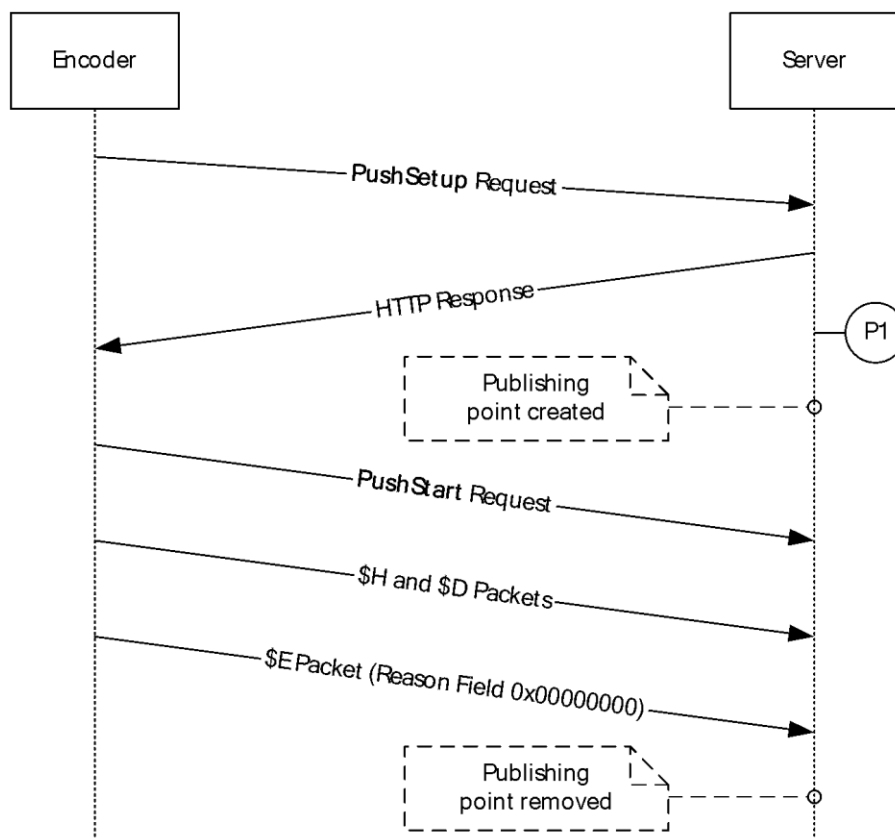 Encoder
Server
PushSetup Request
HTTP Response
P1
Publishing
point created
PushStart Request
$H and $D Packets
$E Packet (Reason Field 0x00000000)
Publishing
point removed